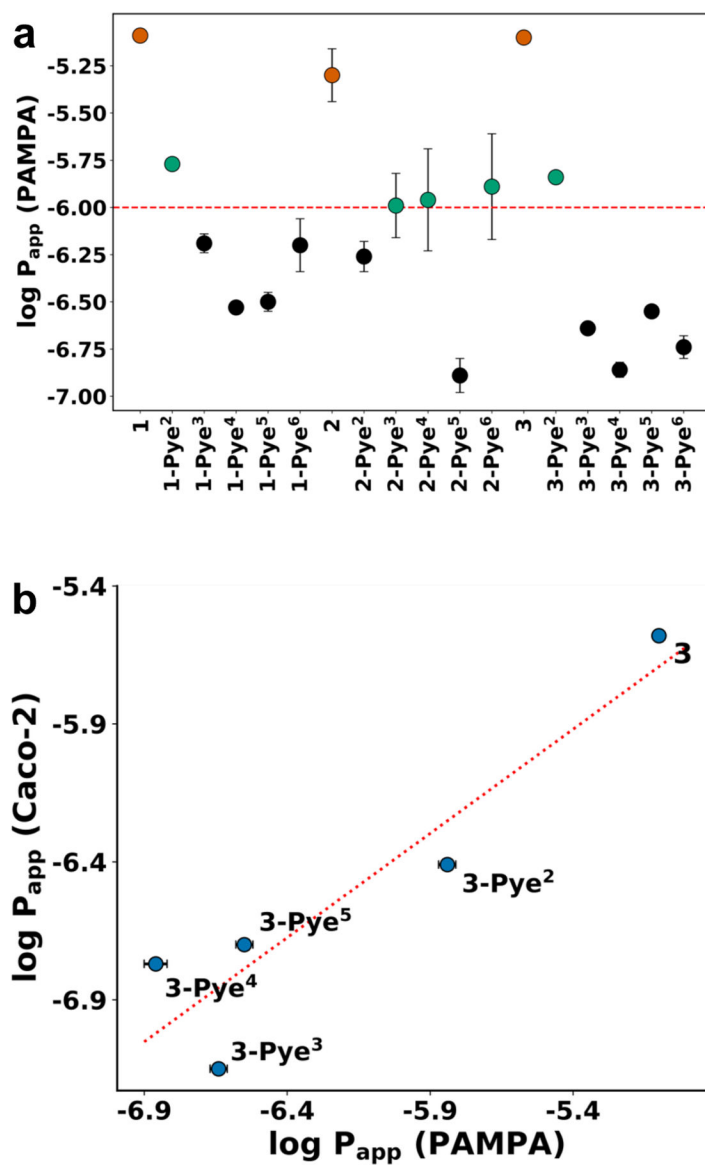 a
log P_app (PAMPA)
-5.25
-5.50
-5.75
-6.00
-6.25
-6.50
-6.75
-7.00
1
1-Pye²
1-Pye³
1-Pye⁴
1-Pye⁵
1-Pye⁶
2
2-Pye²
2-Pye³
2-Pye⁴
2-Pye⁵
2-Pye⁶
3
3-Pye²
3-Pye³
3-Pye⁴
3-Pye⁵
3-Pye⁶
b
log P_app (Caco-2)
-5.4
-5.9
-6.4
-6.9
3
3-Pye²
3-Pye⁵
3-Pye⁴
3-Pye³
-6.9 -6.4 -5.9 -5.4
log P_app (PAMPA)